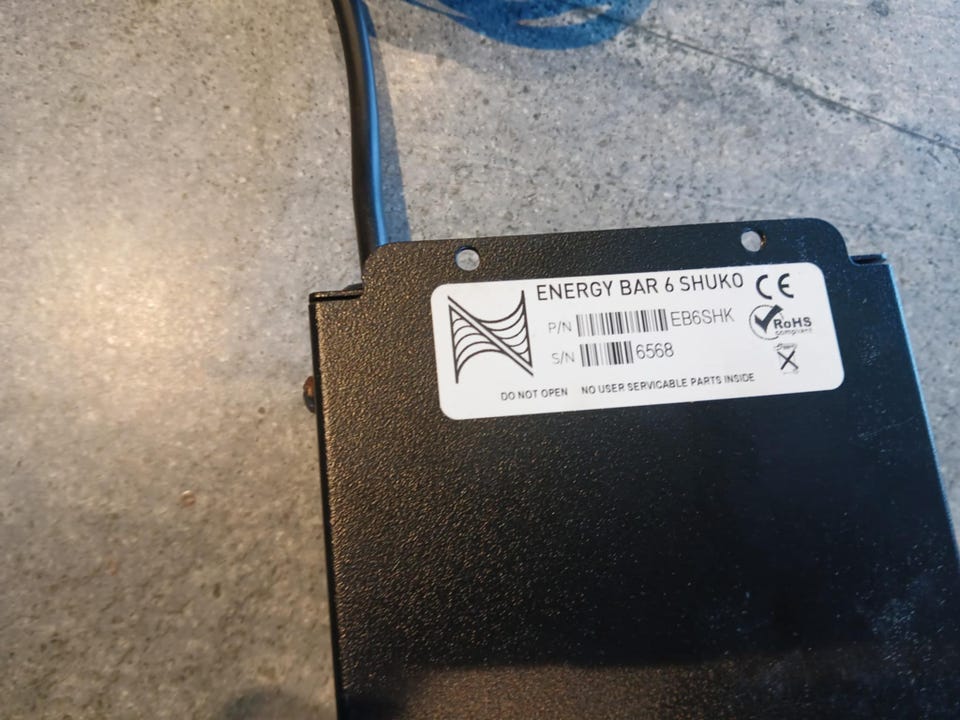 ENERGY BAR 6 SHUKO
CE
P/N EB6SHK
RoHS
compliant
S/N 6568
DO NOT OPEN NO USER SERVICABLE PARTS INSIDE